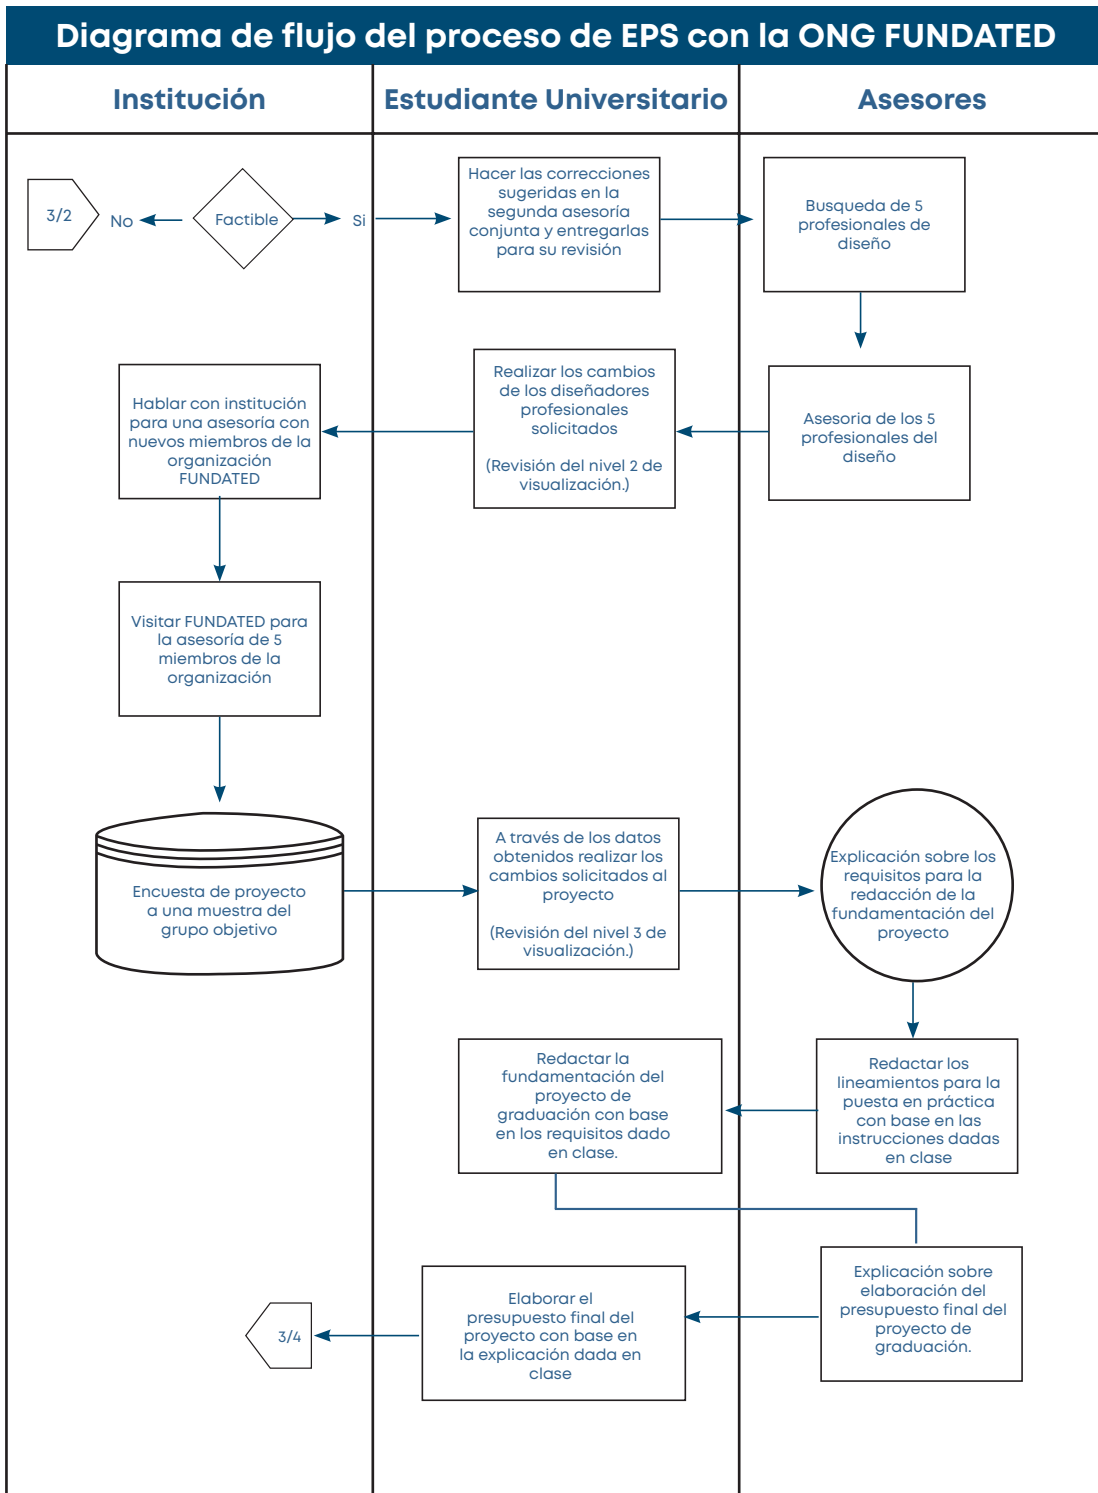 Diagrama de flujo del proceso de EPS con la ONG FUNDATED
Institución
Estudiante Universitario
Asesores
3/2
No
Factible
Si
Hacer las correcciones
sugeridas en la
segunda asesoría
conjunta y entregarlas
para su revisión
Busqueda de 5
profesionales de
diseño
Hablar con institución
para una asesoría con
nuevos miembros de la
organización
FUNDATED
Realizar los cambios
de los diseñadores
profesionales
solicitados
(Revisión del nivel 2 de
visualización.)
Asesoria de los 5
profesionales del
diseño
Visitar FUNDATED para
la asesoría de 5
miembros de la
organización
Encuesta de proyecto
a una muestra del
grupo objetivo
A través de los datos
obtenidos realizar los
cambios solicitados al
proyecto
(Revisión del nivel 3 de
visualización.)
Explicación sobre los
requisitos para la
redacción de la
fundamentación del
proyecto
Redactar la
fundamentación del
proyecto de
graduación con base
en los requisitos dado
en clase.
Redactar los
lineamientos para la
puesta en práctica
con base en las
instrucciones dadas
en clase
3/4
Elaborar el
presupuesto final del
proyecto con base en
la explicación dada en
clase
Explicación sobre
elaboración del
presupuesto final del
proyecto de
graduación.